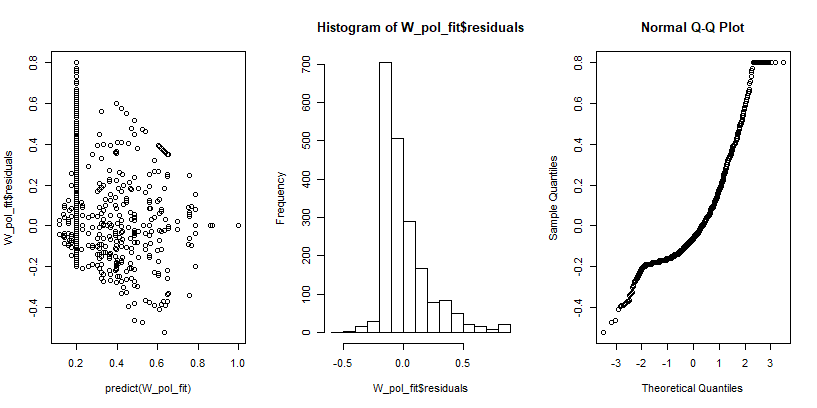 W_pol_fit$residuals
0.8
0.6
0.4
0.2
0.0
-0.2
-0.4
0.2 0.4 0.6 0.8 1.0
predict(W_pol_fit)
Histogram of W_pol_fit$residuals
Frequency
700
600
500
400
300
200
100
0
-0.5 0.0 0.5
W_pol_fit$residuals
Normal Q-Q Plot
Sample Quantiles
0.8
0.6
0.4
0.2
0.0
-0.2
-0.4
-3 -2 -1 0 1 2 3
Theoretical Quantiles